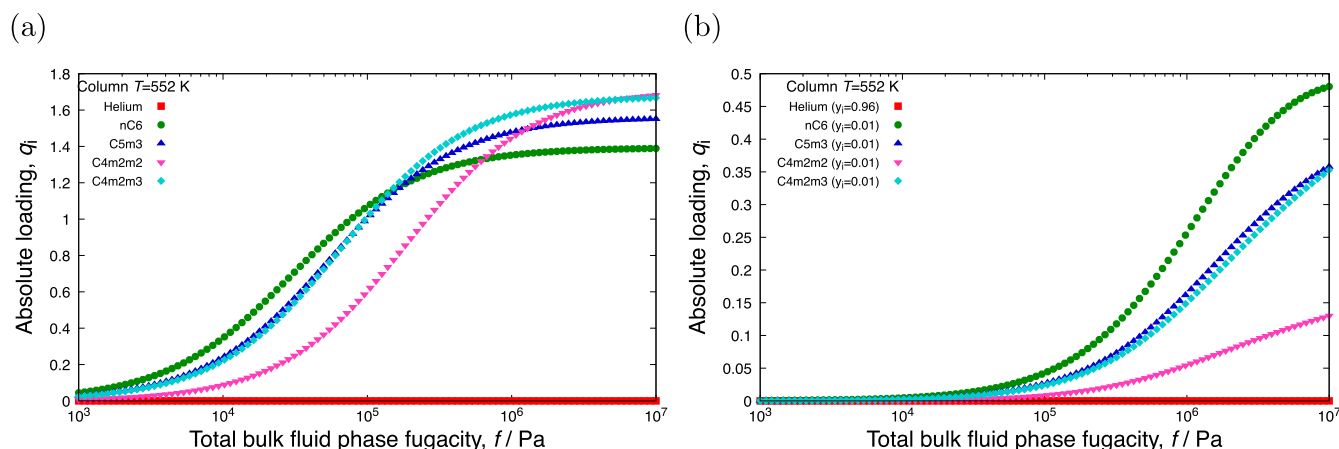 (a)
Absolute loading, qᵢ
1.8
1.6
1.4
1.2
1
0.8
0.6
0.4
0.2
0
Column T=552 K
Helium
nC6
C5m3
C4m2m2
C4m2m3
10³ 10⁴ 10⁵ 10⁶ 10⁷
Total bulk fluid phase fugacity, f / Pa
(b)
Absolute loading, qᵢ
0.5
0.45
0.4
0.35
0.3
0.25
0.2
0.15
0.1
0.05
0
Column T=552 K
Helium (yᵢ=0.96)
nC6 (yᵢ=0.01)
C5m3 (yᵢ=0.01)
C4m2m2 (yᵢ=0.01)
C4m2m3 (yᵢ=0.01)
10³ 10⁴ 10⁵ 10⁶ 10⁷
Total bulk fluid phase fugacity, f / Pa